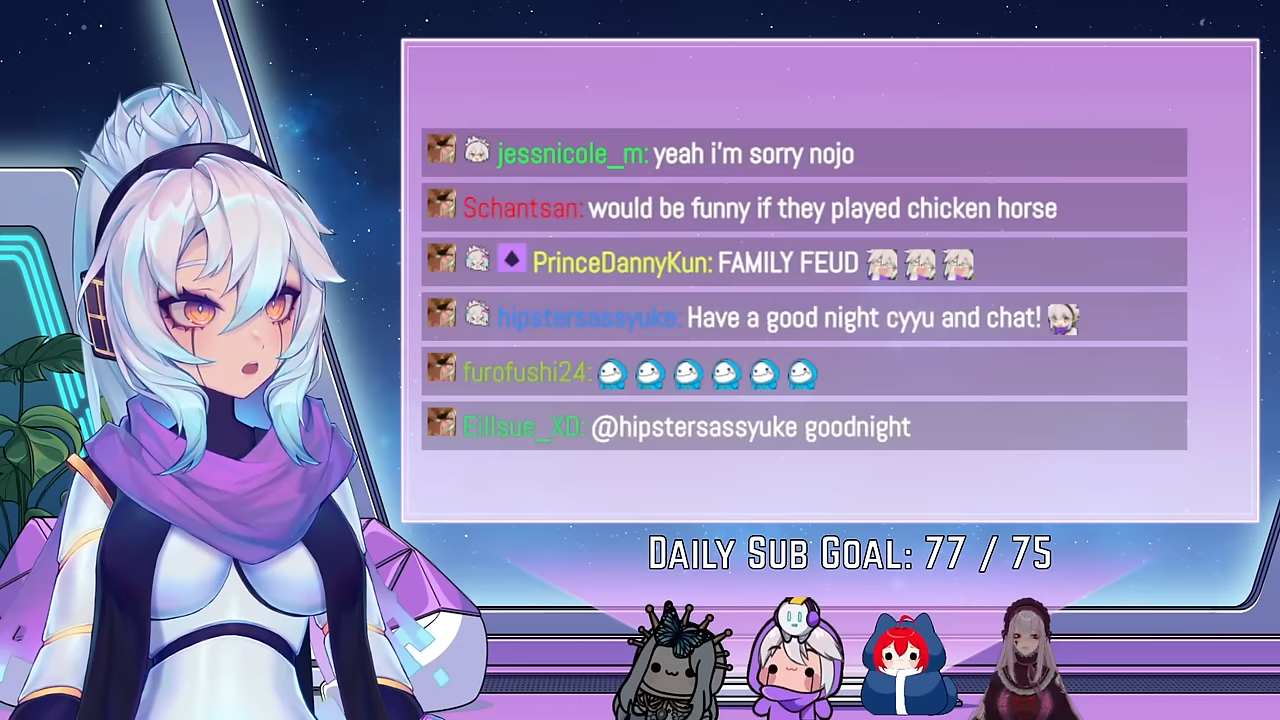 jessnicole_m: yeah i'm sorry nojo
Schantsan: would be funny if they played chicken horse
PrinceDannyKun: FAMILY FEUD
hipstersassyuke: Have a good night cyyu and chat!
furofushi24:
Eillsue_XD: @hipstersassyuke goodnight
DAILY SUB GOAL: 77 / 75